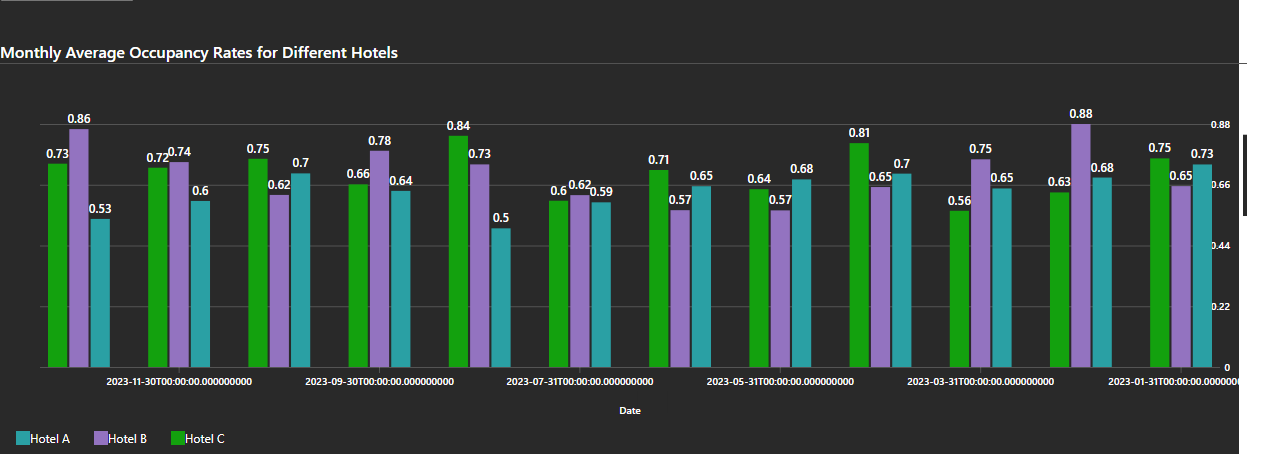 Monthly Average Occupancy Rates for Different Hotels
0.73 0.86 0.53 0.72 0.74 0.6 0.75 0.62 0.7 0.66 0.78 0.64 0.84 0.73 0.5 0.6 0.62 0.59 0.71 0.57 0.65 0.64 0.57 0.68 0.81 0.65 0.7 0.56 0.75 0.65 0.63 0.88 0.68 0.75 0.65 0.73
0.88
0.66
0.44
0.22
0
2023-11-30T00:00:00.000000000 2023-09-30T00:00:00.000000000 2023-07-31T00:00:00.000000000 2023-05-31T00:00:00.000000000 2023-03-31T00:00:00.000000000 2023-01-31T00:00:00.0000000
Date
Hotel A Hotel B Hotel C